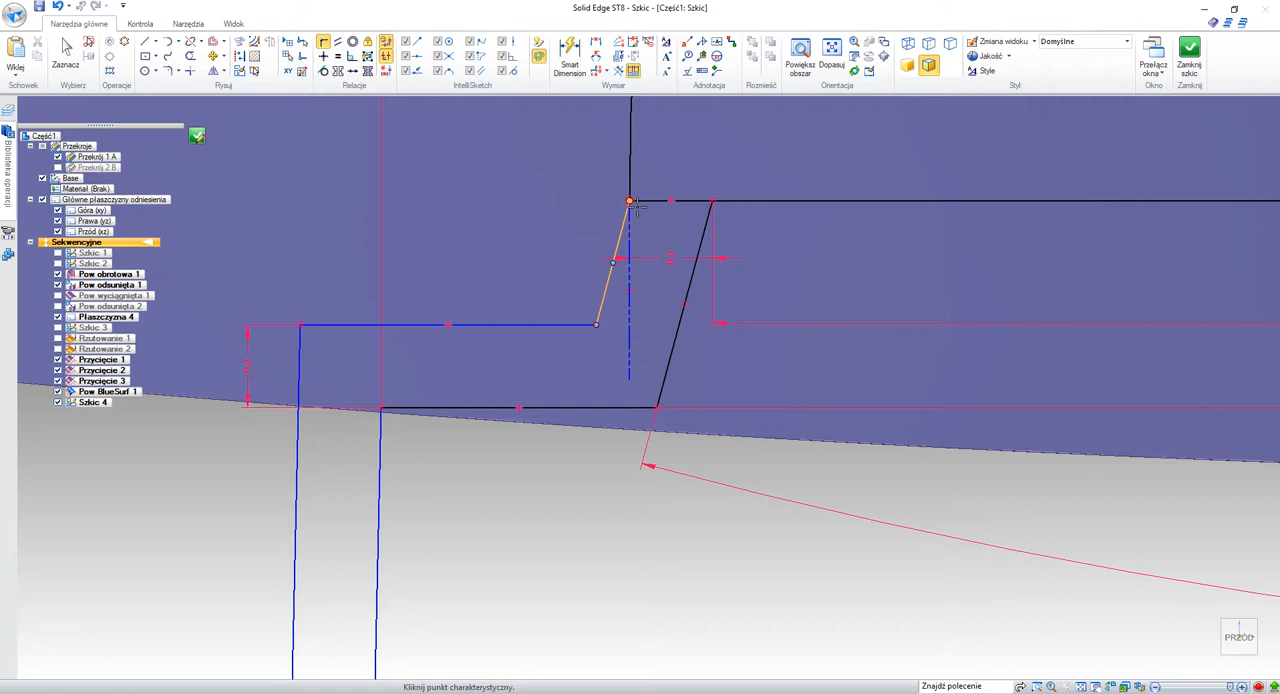 Solid Edge ST8 - Szkic - [Część1: Szkic]
Narzędzia główne Kontrola Narzędzia Widok
Wklej
Zaznacz
Smart Dimension
Powiększ obszar
Dopasuj
Zmiana widoku
Domyślne
Jakość
Style
Przełącz okna
Zamknij szkic
Schowek Wybierz Operacje Rysuj Relacje IntelliSketch Wymiar Adnotacja Rozmieść Orientacja Styl Okno Zamknij
Biblioteka operacji
Część1
Przekroje
Przekrój 1 A
Przekrój 2 B
Base
Materiał (Brak)
Główne płaszczyzny odniesienia
Góra (xy)
Prawa (yz)
Przód (xz)
Sekwencyjne
Szkic 1
Szkic 2
Pow obrotowa 1
Pow odsunięta 1
Pow wyciągnięta 1
Pow odsunięta 2
Płaszczyzna 4
Szkic 3
Rzutowanie 1
Rzutowanie 2
Przycięcie 1
Przycięcie 2
Przycięcie 3
Pow BlueSurf 1
Szkic 4
2
2
PRZÓD
Kliknij punkt charakterystyczny.
Znajdź polecenie